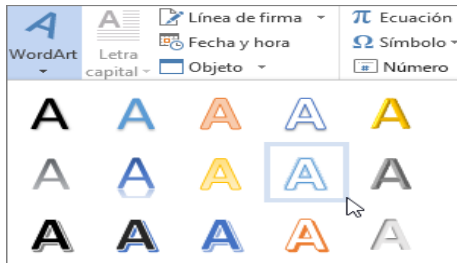 Línea de firma
π Ecuación
Fecha y hora
Ω Símbolo
WordArt
Letra capital
Objeto
# Número
A A A A A
A A A A A
A A A A A